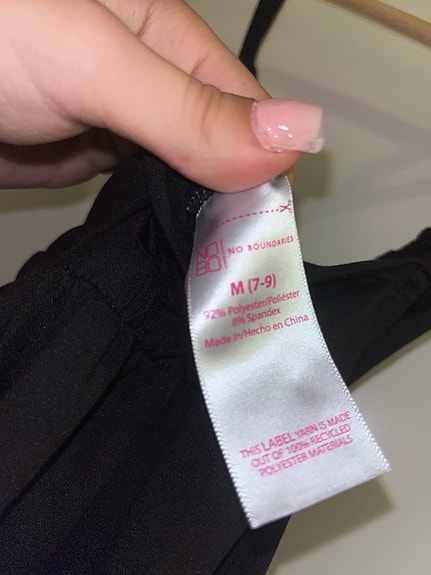 NO
BO
NO BOUNDARIES
M (7-9)
92% Polyester/Poliéster
8% Spandex
Made in/Hecho en China
THIS LABEL YARN IS MADE
OUT OF 100% RECYCLED
POLYESTER MATERIALS